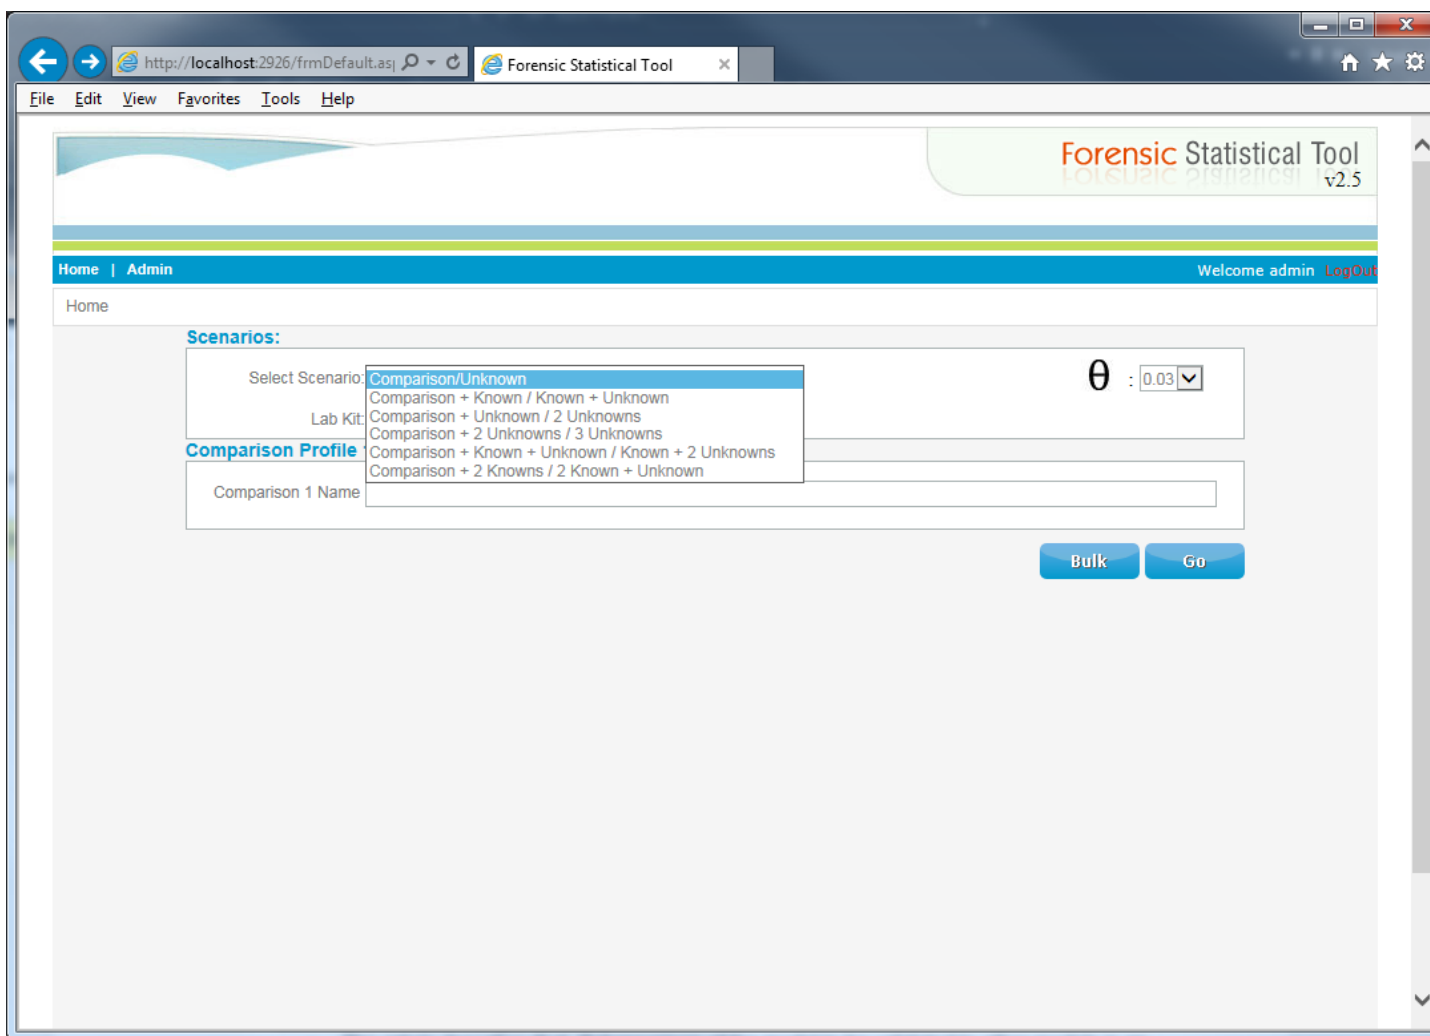 http://localhost:2926/frmDefault.asp
Forensic Statistical Tool
File Edit View Favorites Tools Help
Forensic Statistical Tool
v2.5
Home | Admin
Welcome admin LogOut
Home
Scenarios:
Select Scenario: Comparison/Unknown
θ : 0.03
Comparison + Known / Known + Unknown
Lab Kit: Comparison + Unknown / 2 Unknowns
Comparison + 2 Unknowns / 3 Unknowns
Comparison Profile
Comparison + Known + Unknown / Known + 2 Unknowns
Comparison + 2 Knowns / 2 Known + Unknown
Comparison 1 Name
Bulk Go